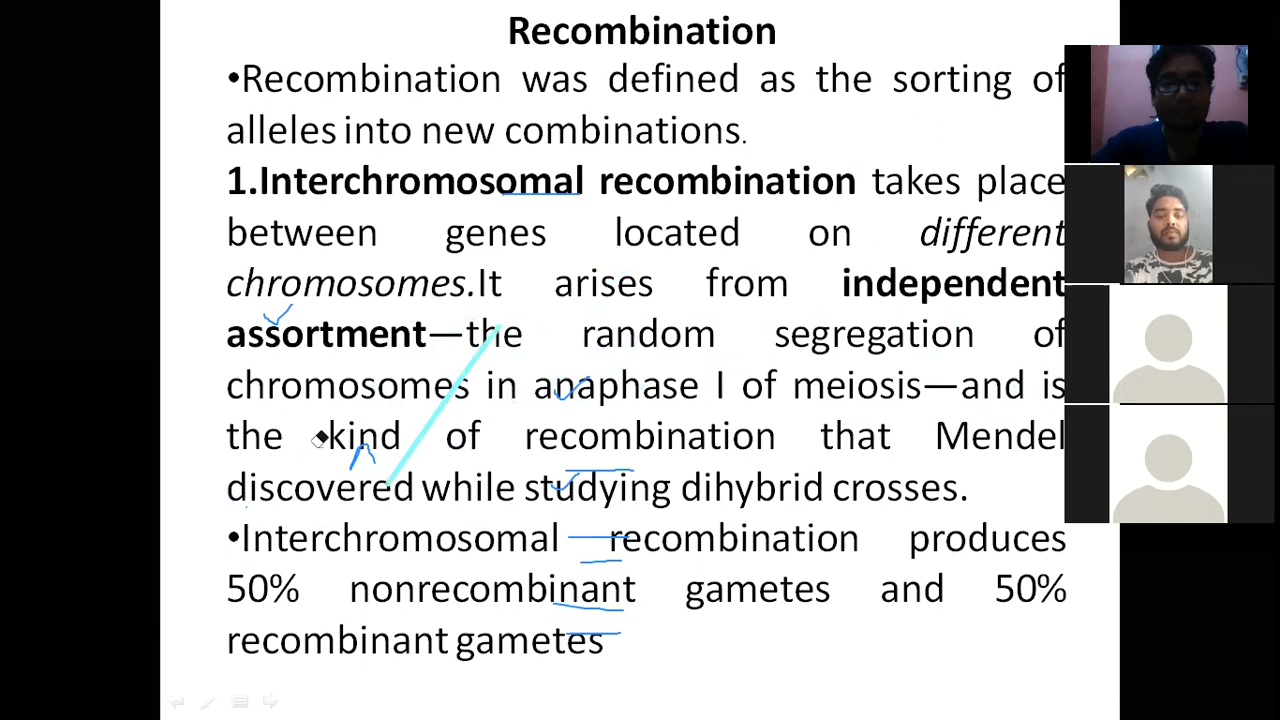 Recombination
•Recombination was defined as the sorting of
alleles into new combinations.
1.Interchromosomal recombination takes place
between genes located on different
chromosomes.It arises from independent
assortment—the random segregation of
chromosomes in anaphase I of meiosis—and is
the kind of recombination that Mendel
discovered while studying dihybrid crosses.
•Interchromosomal recombination produces
50% nonrecombinant gametes and 50%
recombinant gametes